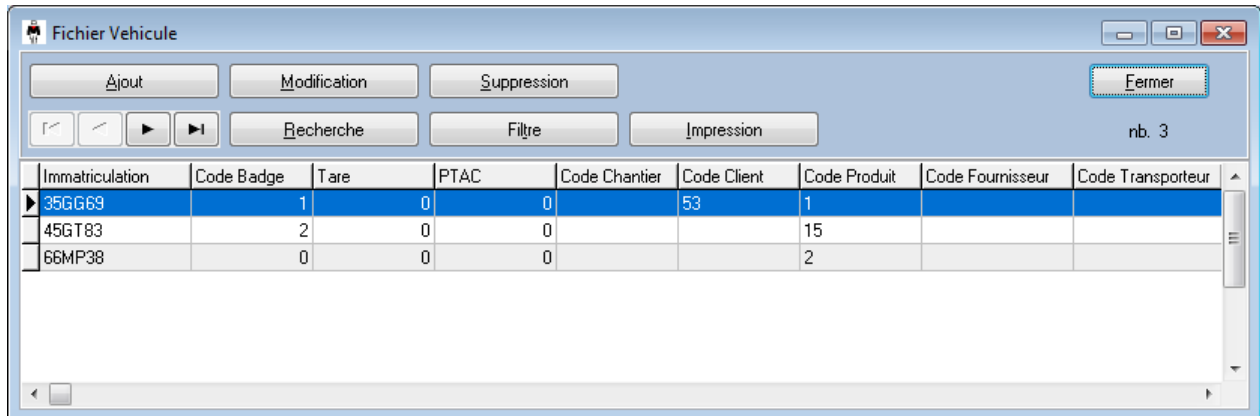 Fichier Vehicule
Ajout Modification Suppression Fermer
Recherche Filtre Impression nb. 3
Immatriculation Code Badge Tare PTAC Code Chantier Code Client Code Produit Code Fournisseur Code Transporteur
35GG69 1 0 0 53 1
45GT83 2 0 0 15
66MP38 0 0 0 2